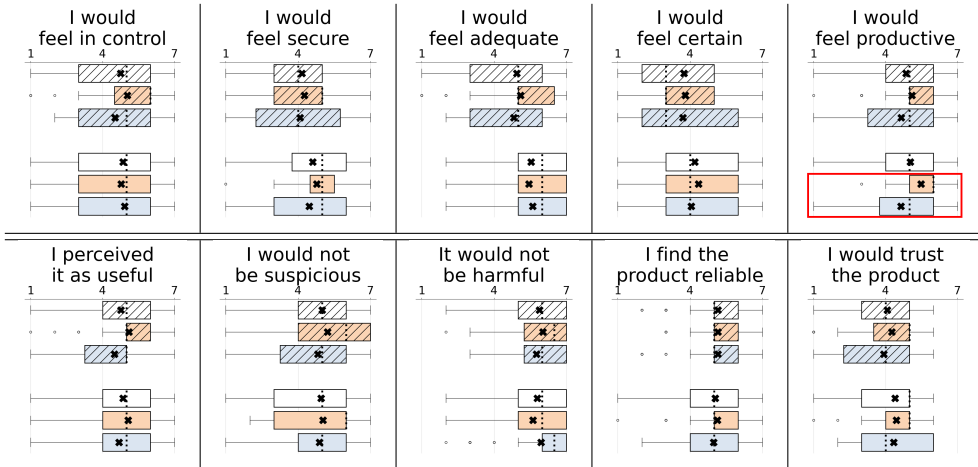 I would
feel in control
1 4 7
I would
feel secure
1 4 7
I would
feel adequate
1 4 7
I would
feel certain
1 4 7
I would
feel productive
1 4 7
I perceived
it as useful
1 4 7
I would not
be suspicious
1 4 7
It would not
be harmful
1 4 7
I find the
product reliable
1 4 7
I would trust
the product
1 4 7